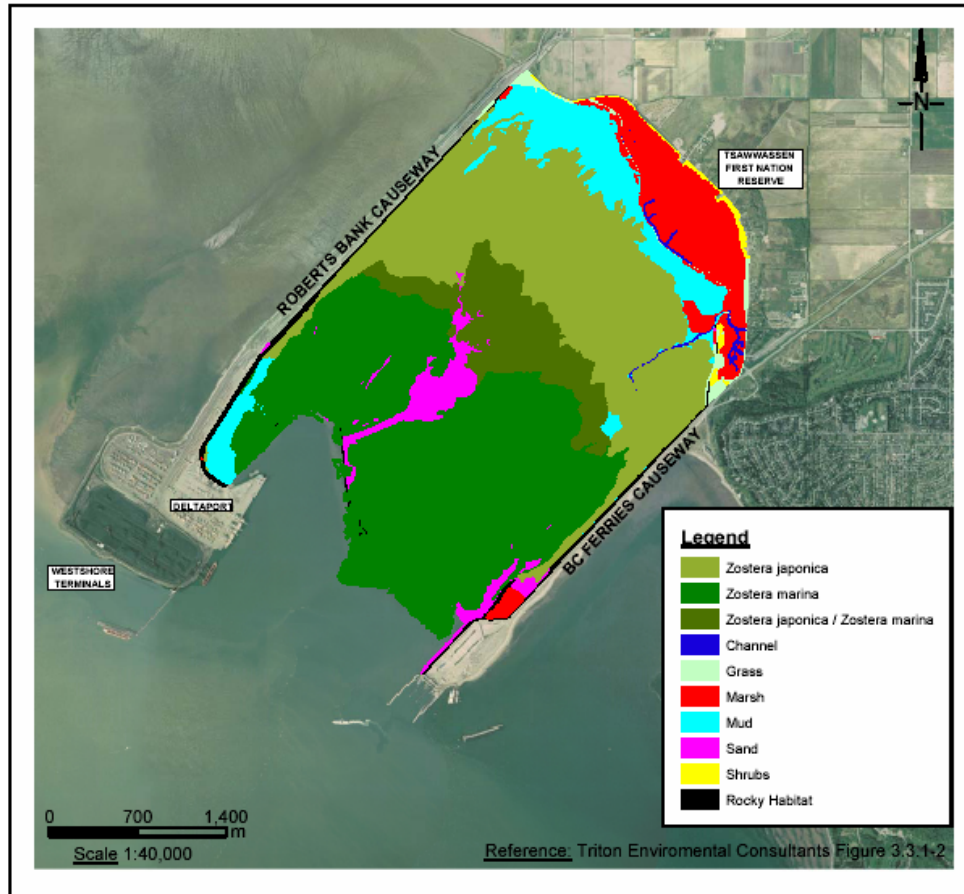 N
TSAWWASSEN
FIRST NATION
RESERVE
ROBERTS BANK CAUSEWAY
BC FERRIES CAUSEWAY
DELTAPORT
WESTSHORE
TERMINALS
Legend
Zostera japonica
Zostera marina
Zostera japonica / Zostera marina
Channel
Grass
Marsh
Mud
Sand
Shrubs
Rocky Habitat
0 700 1,400
m
Scale 1:40,000
Reference: Triton Enviromental Consultants Figure 3.3.1-2